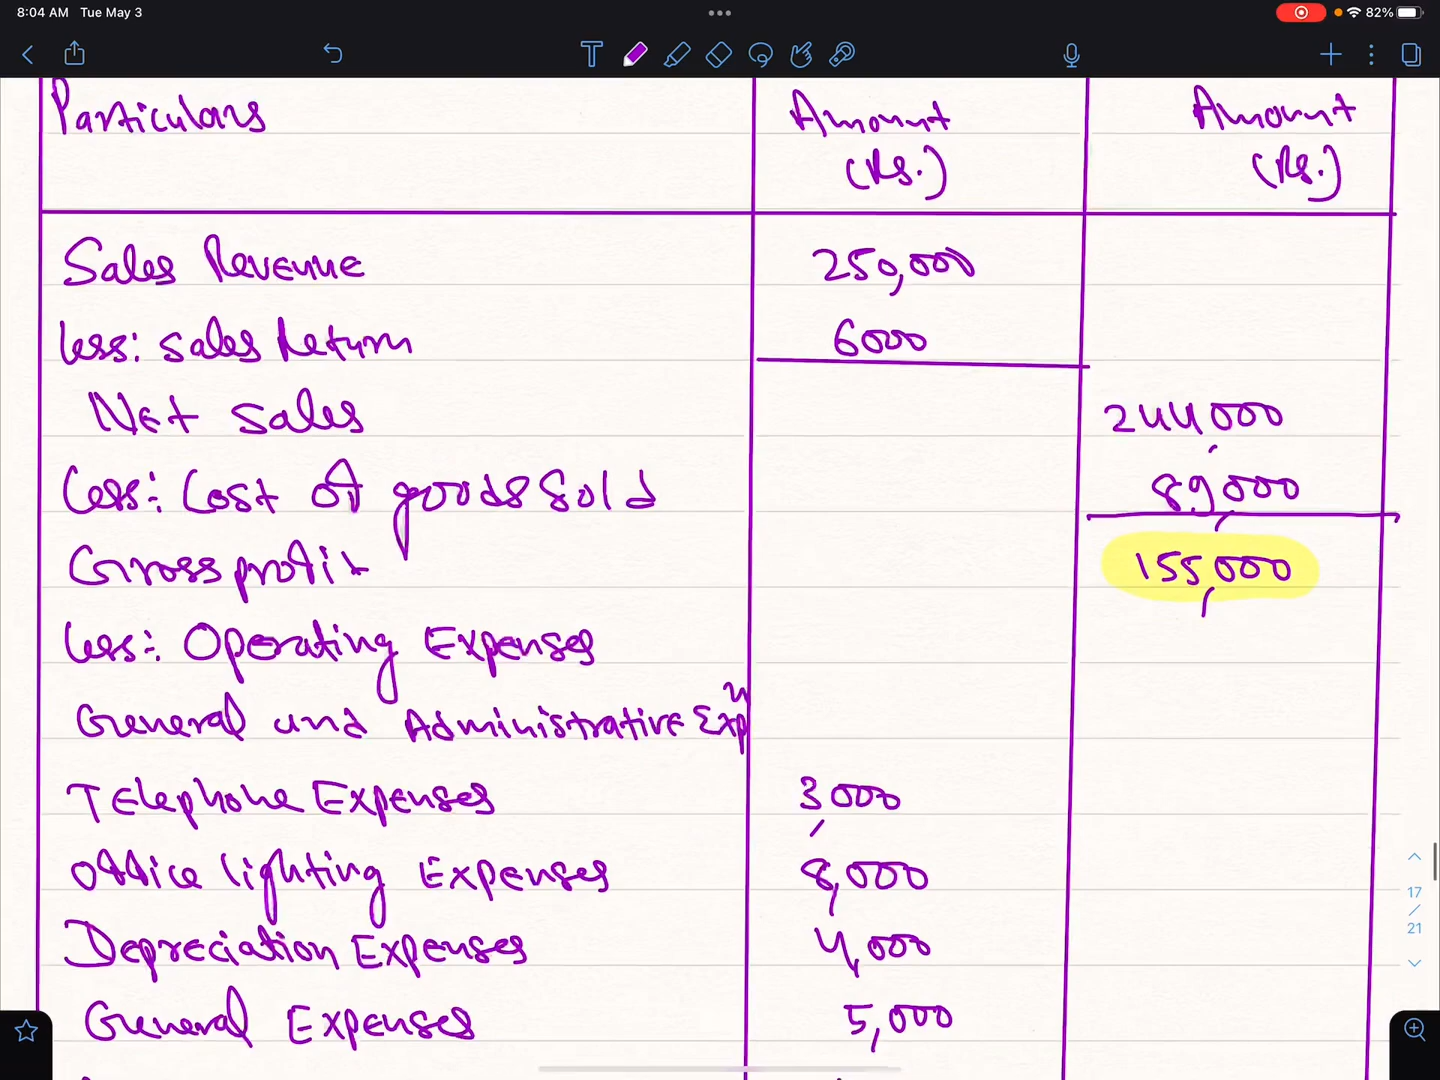 8:04 AM Tue May 3
82%
Particulars Amount (Rs.) Amount (Rs.)
Sales Revenue 250,000
Less: Sales Return 6000
Net Sales 244,000
Less: Cost of goods sold 89,000
Gross profit 155,000
Less: Operating Expenses
General and Administrative Expn
Telephone Expenses 3,000
Office lighting Expenses 8,000
Depreciation Expenses 4,000
General Expenses 5,000
17
/
21